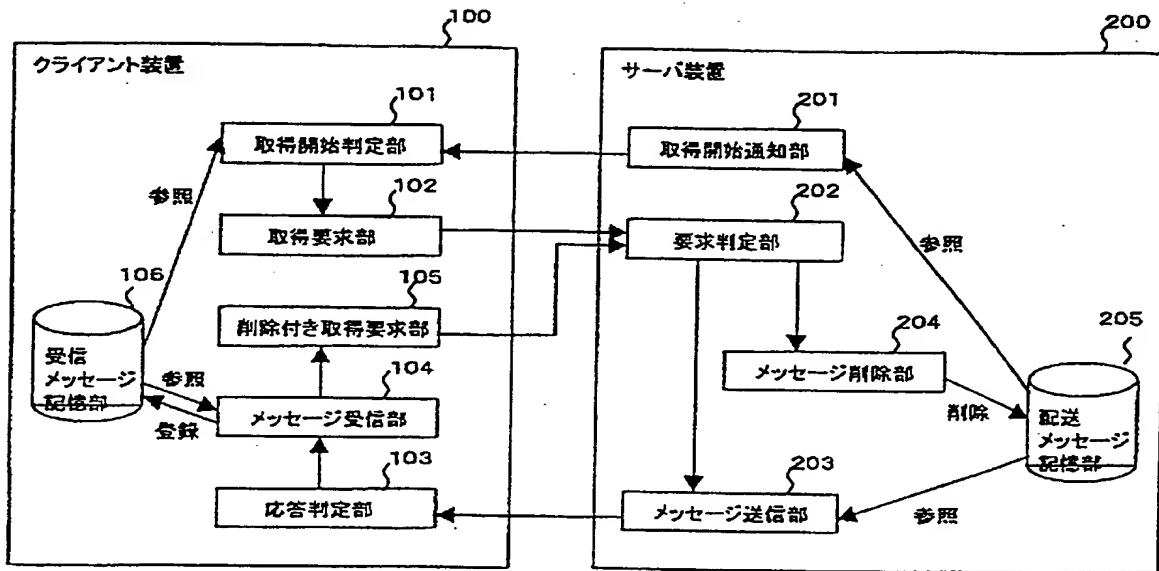 100
クライアント装置
101
取得開始判定部
参照
102
取得要求部
106
受信
メッセージ
記憶部
105
削除付き取得要求部
参照
登録
104
メッセージ受信部
103
応答判定部
200
サーバ装置
201
取得開始通知部
202
要求判定部
参照
204
メッセージ削除部
削除
205
配送
メッセージ
記憶部
203
メッセージ送信部
参照